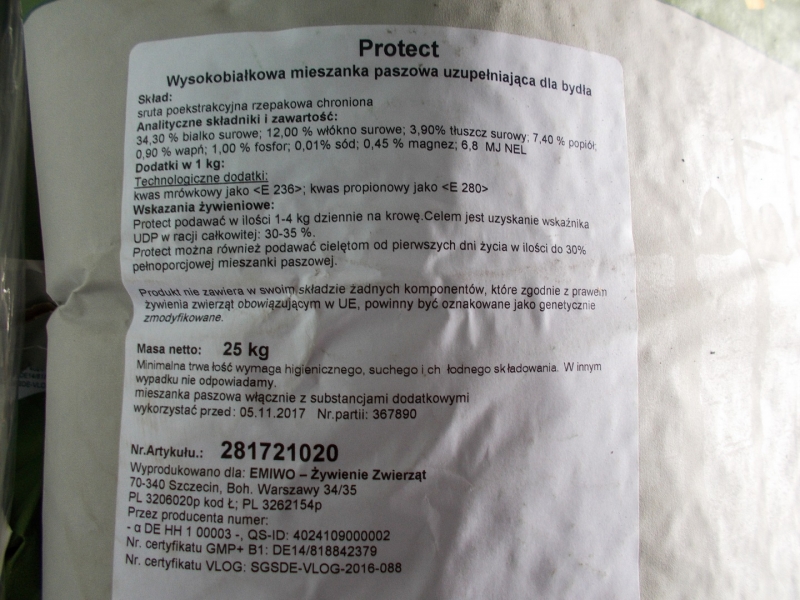 Protect
Wysokobiałkowa mieszanka paszowa uzupełniająca dla bydła
Skład:
sruta poekstrakcyjna rzepakowa chroniona
Analityczne składniki i zawartość:
34,30 % bialko surowe; 12,00 % włókno surowe; 3,90% tłuszcz surowy; 7,40 % popiół;
0,90 % wapń; 1,00 % fosfor; 0,01% sód; 0,45 % magnez; 6,8 MJ NEL
Dodatki w 1 kg:
Technologiczne dodatki:
kwas mrówkowy jako <E 236>; kwas propionowy jako <E 280>
Wskazania żywieniowe:
Protect podawać w ilości 1-4 kg dziennie na krowę.Celem jest uzyskanie wskaźnika
UDP w racji całkowitej: 30-35 %.
Protect można również podawać cielętom od pierwszych dni życia w ilości do 30%
pełnoporcjowej mieszanki paszowej.
Produkt nie zawiera w swoim składzie żadnych komponentów, które zgodnie z prawem
żywienia zwierząt obowiązującym w UE, powinny być oznakowane jako genetycznie
zmodyfikowane.
Masa netto: 25 kg
Minimalna trwa łość wymaga higienicznego, suchego i ch łodnego składowania. W innym
wypadku nie odpowiadamy.
mieszanka paszowa włącznie z substancjami dodatkowymi
wykorzystać przed: 05.11.2017 Nr.partii: 367890
Nr.Artykułu.: 281721020
Wyprodukowano dla: EMIWO – Żywienie Zwierząt
70-340 Szczecin, Boh. Warszawy 34/35
PL 3206020p kod Ł; PL 3262154p
Przez producenta numer:
- α DE HH 1 00003 -, QS-ID: 4024109000002
Nr. certyfikatu GMP+ B1: DE14/818842379
Nr. certyfikatu VLOG: SGSDE-VLOG-2016-088